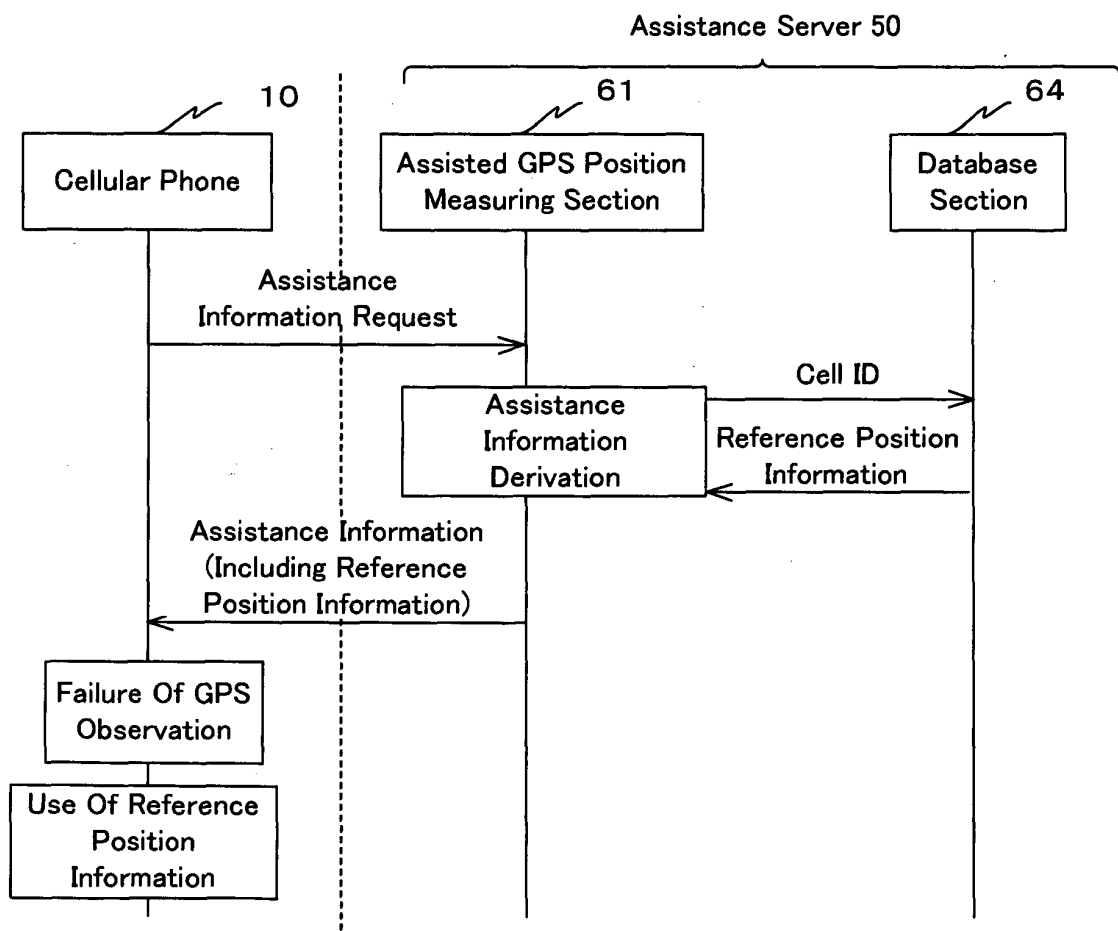 Assistance Server 50
10
61
64
Cellular Phone
Assisted GPS Position
Measuring Section
Database
Section
Assistance
Information Request
Cell ID
Assistance
Information
Derivation
Reference Position
Information
Assistance Information
(Including Reference
Position Information)
Failure Of GPS
Observation
Use Of Reference
Position
Information